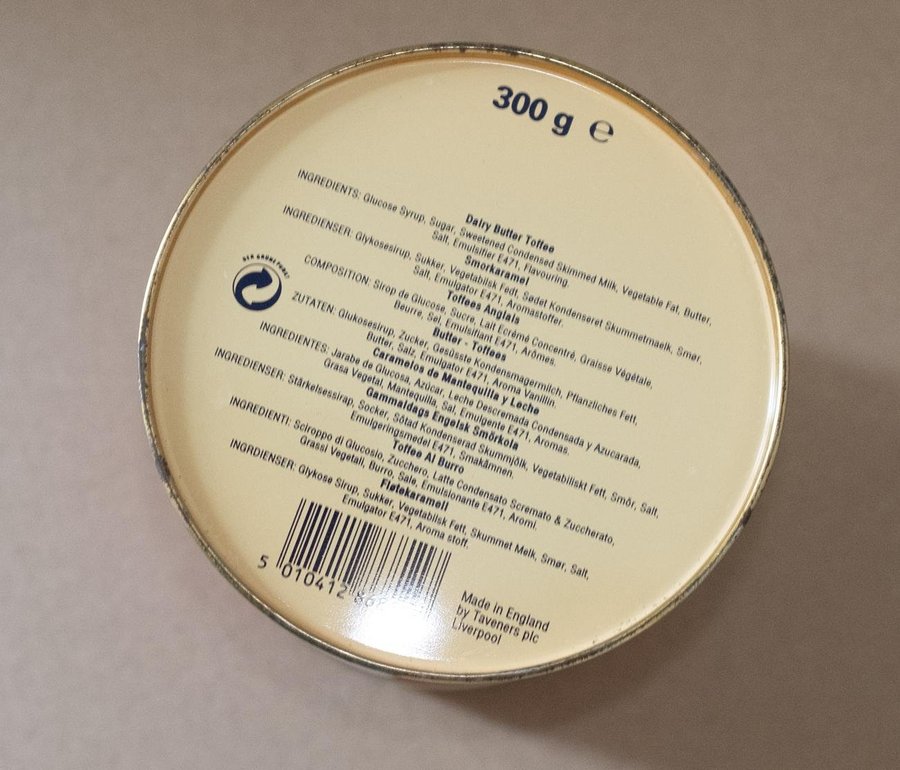 300 g ℮
Dairy Butter Toffee
INGREDIENTS: Glucose Syrup, Sugar, Sweetened Condensed Skimmed Milk, Vegetable Fat, Butter,
Salt, Emulsifier E471, Flavouring.
Smorkaramel
INGREDIENSER: Glykosesirup, Sukker, Vegetabilsk Fedt, Sødet Kondenseret Skummetmaelk, Smør,
Salt, Emulgator E471, Aromastoffer.
Toffees Anglais
COMPOSITION: Sirop de Glucose, Sucre, Lait Ecrémé Concentré, Graisse Végétale,
Beurre, Sel, Emulsifiant E471, Arômes.
DER GRÜNE PUNKT
Butter - Toffees
ZUTATEN: Glukosesirup, Zucker, Gesüsste Kondensmagermilch, Pflanzliches Fett,
Butter, Salz, Emulgator E471, Aroma Vanillin.
Caramelos de Mantequilla y Leche
INGREDIENTES: Jarabe de Glucosa, Azúcar, Leche Descremada Condensada y Azucarada,
Grasa Vegetal, Mantequilla, Sal, Emulgente E471, Aromas.
Gammaldags Engelsk Smörkola
INGREDIENSER: Stärkelsessirap, Socker, Sötad Kondenserad Skummjölk, Vegetabiliskt Fett, Smör, Salt,
Emulgeringsmedel E471, Smakämnen.
Toffee Al Burro
INGREDIENTI: Sciroppo di Glucosio, Zucchero, Latte Condensato Scremato & Zuccherato,
Grassi Vegetali, Burro, Sale, Emulsionante E471, Aromi.
Fløtekaramell
INGRDIENSER: Glykose Sirup, Sukker, Vegetabilsk Fett, Skummet Melk, Smør, Salt,
Emulgator E471, Aroma stoff.
5 010412
Made in England
by Taveners plc
Liverpool